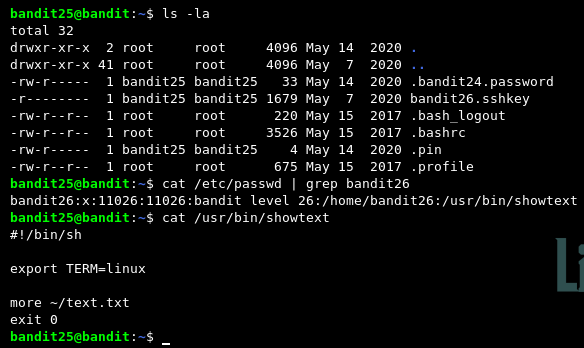 bandit25@bandit:~$ ls -la
total 32
drwxr-xr-x  2 root     root     4096 May 14  2020 .
drwxr-xr-x 41 root     root     4096 May  7  2020 ..
-rw-r-----  1 bandit25 bandit25   33 May 14  2020 .bandit24.password
-r--------  1 bandit25 bandit25 1679 May  7  2020 bandit26.sshkey
-rw-r--r--  1 root     root      220 May 15  2017 .bash_logout
-rw-r--r--  1 root     root     3526 May 15  2017 .bashrc
-rw-r-----  1 bandit25 bandit25    4 May 14  2020 .pin
-rw-r--r--  1 root     root      675 May 15  2017 .profile
bandit25@bandit:~$ cat /etc/passwd | grep bandit26
bandit26:x:11026:11026:bandit level 26:/home/bandit26:/usr/bin/showtext
bandit25@bandit:~$ cat /usr/bin/showtext
#!/bin/sh

export TERM=linux

more ~/text.txt
exit 0
bandit25@bandit:~$